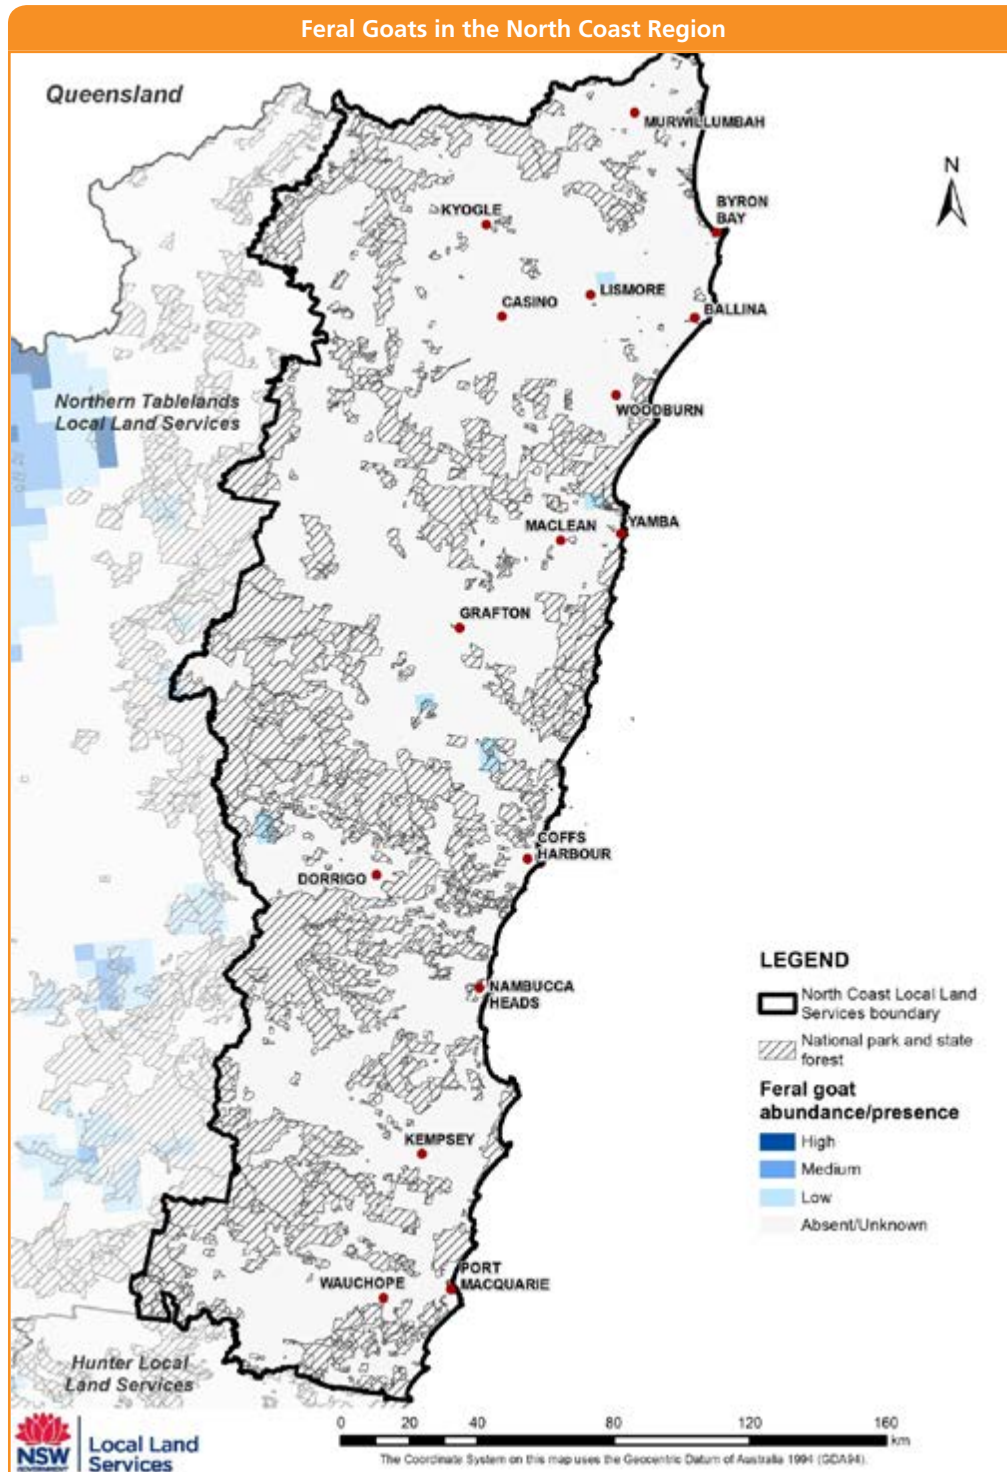 Feral Goats in the North Coast Region
Queensland
N
MURWILLUMBAH
BYRON
BAY
KYOGLE
LISMORE
CASINO
BALLINA
Northern Tablelands
Local Land Services
WOODBURN
MACLEAN
YAMBA
GRAFTON
COFFS
HARBOUR
DORRIGO
NAMBUCCA
HEADS
LEGEND
North Coast Local Land
Services boundary
National park and state
forest
Feral goat
abundance/presence
High
Medium
Low
Absent/Unknown
KEMPSEY
PORT
MACQUARIE
WAUCHOPE
Hunter Local
Land Services
0 20 40 80 120 160
km
The Coordinate System on this map uses the Geocentric Datum of Australia 1994 (GDA94).
NSW
GOVERNMENT
Local Land
Services